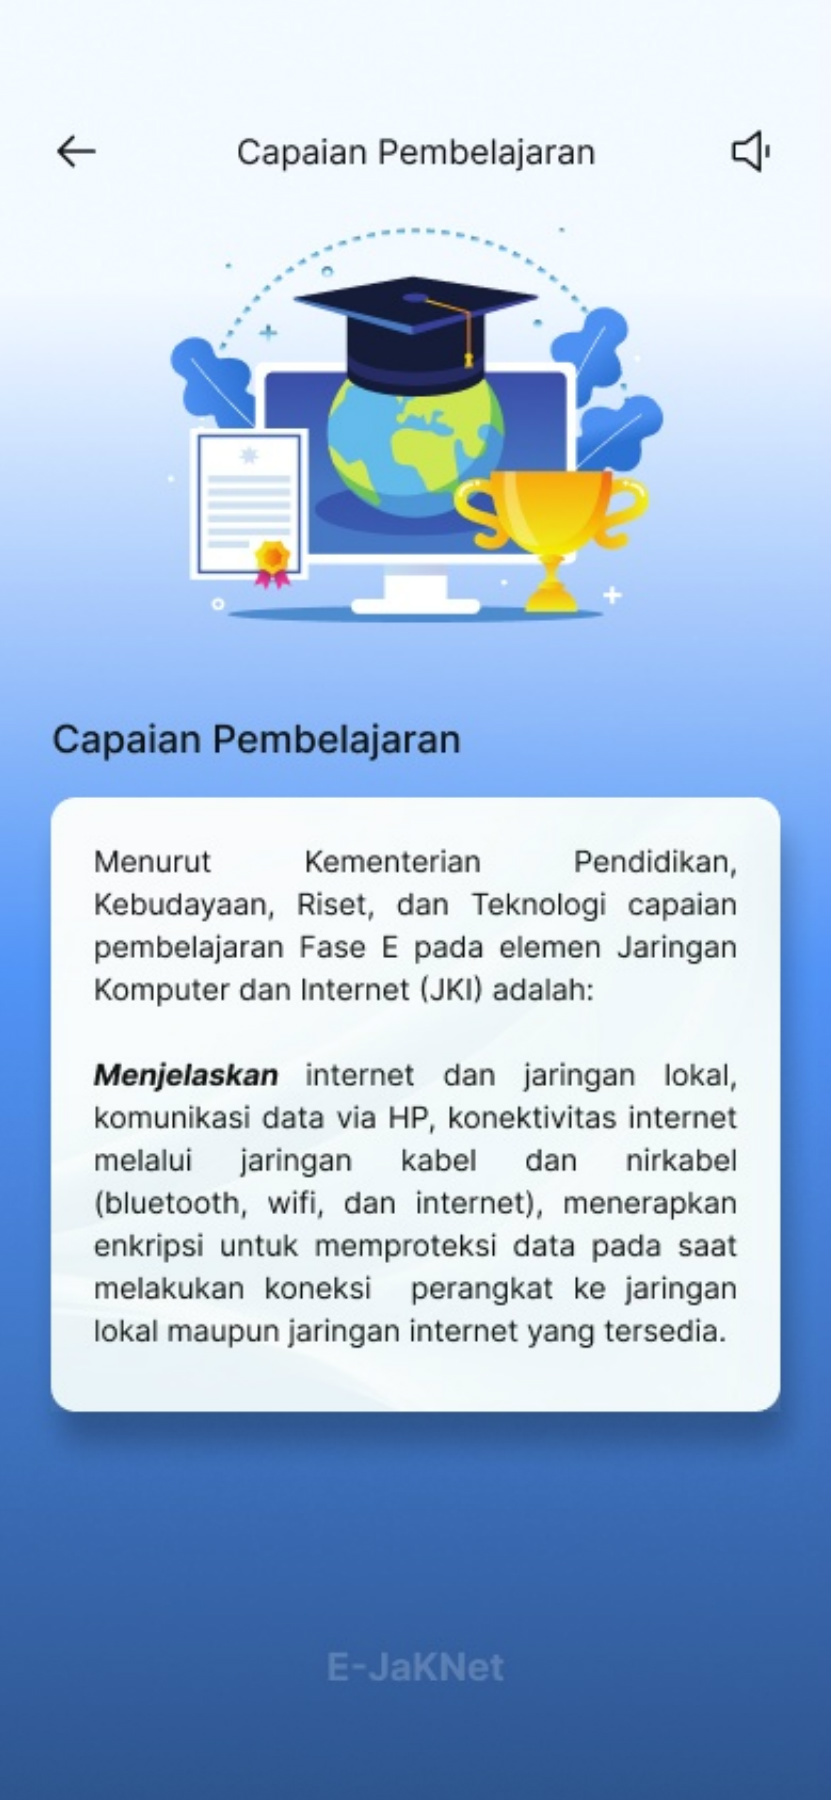 Capaian Pembelajaran
Capaian Pembelajaran
Menurut Kementerian Pendidikan,
Kebudayaan, Riset, dan Teknologi capaian
pembelajaran Fase E pada elemen Jaringan
Komputer dan Internet (JKI) adalah:
Menjelaskan internet dan jaringan lokal,
komunikasi data via HP, konektivitas internet
melalui jaringan kabel dan nirkabel
(bluetooth, wifi, dan internet), menerapkan
enkripsi untuk memproteksi data pada saat
melakukan koneksi perangkat ke jaringan
lokal maupun jaringan internet yang tersedia.
E-JaKNet